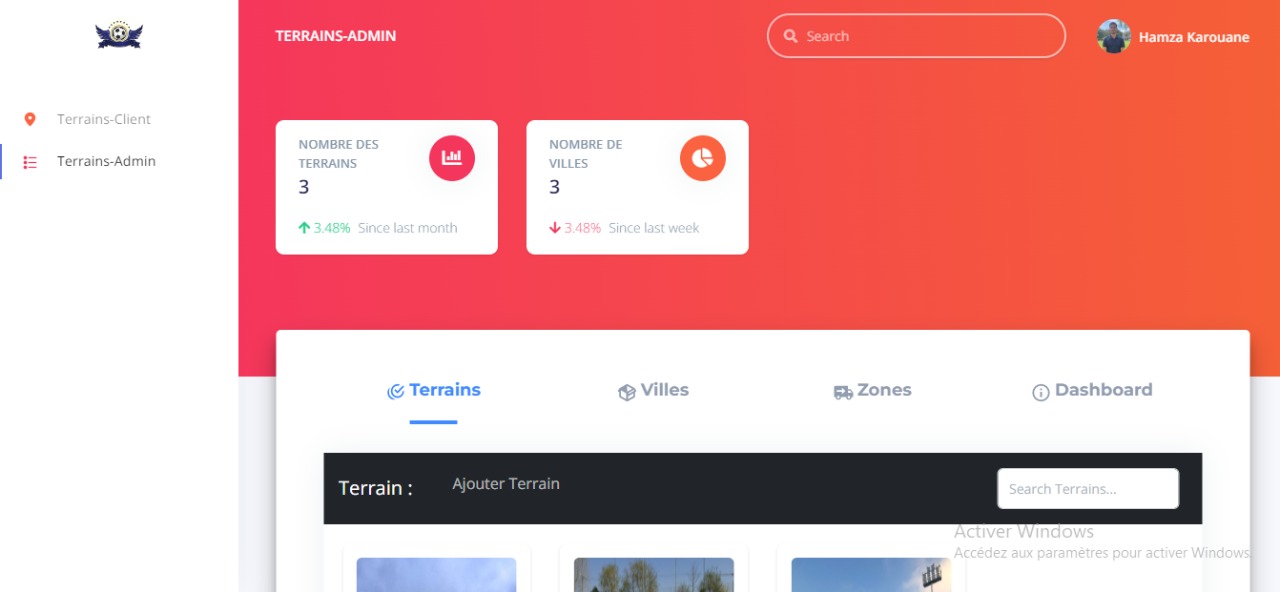 TERRAINS-ADMIN
Search
Hamza Karouane
Terrains-Client
Terrains-Admin
NOMBRE DES
TERRAINS
3
3.48% Since last month
NOMBRE DE
VILLES
3
3.48% Since last week
Terrains
Villes
Zones
Dashboard
Terrain :
Ajouter Terrain
Search Terrains...
Activer Windows
Accédez aux paramètres pour activer Windows.